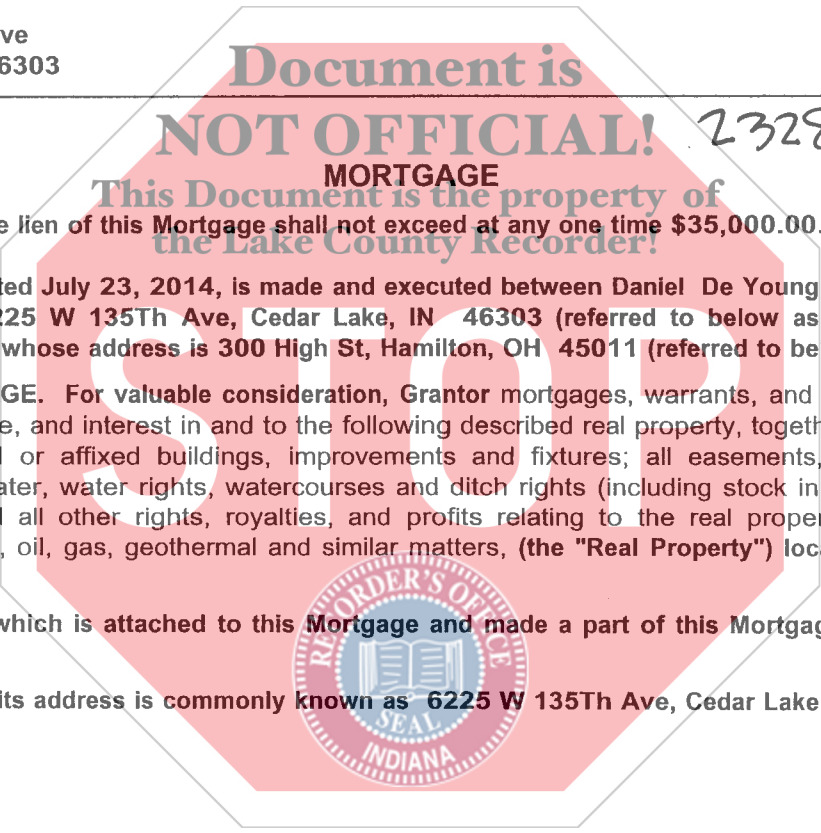 ve
6303
Document is
NOT OFFICIAL!
2328
MORTGAGE
This Document is the property of
the Lake County Recorder!
e lien of this Mortgage shall not exceed at any one time $35,000.00.
ted July 23, 2014, is made and executed between Daniel De Young
225 W 135Th Ave, Cedar Lake, IN 46303 (referred to below as
whose address is 300 High St, Hamilton, OH 45011 (referred to be
GE. For valuable consideration, Grantor mortgages, warrants, and
e, and interest in and to the following described real property, togeth
d or affixed buildings, improvements and fixtures; all easements,
ater, water rights, watercourses and ditch rights (including stock in
l all other rights, royalties, and profits relating to the real proper
, oil, gas, geothermal and similar matters, (the "Real Property") loca
STOP
which is attached to this Mortgage and made a part of this Mortgag
its address is commonly known as 6225 W 135Th Ave, Cedar Lake
RECORDER'S OFFICE
SEAL
INDIANA